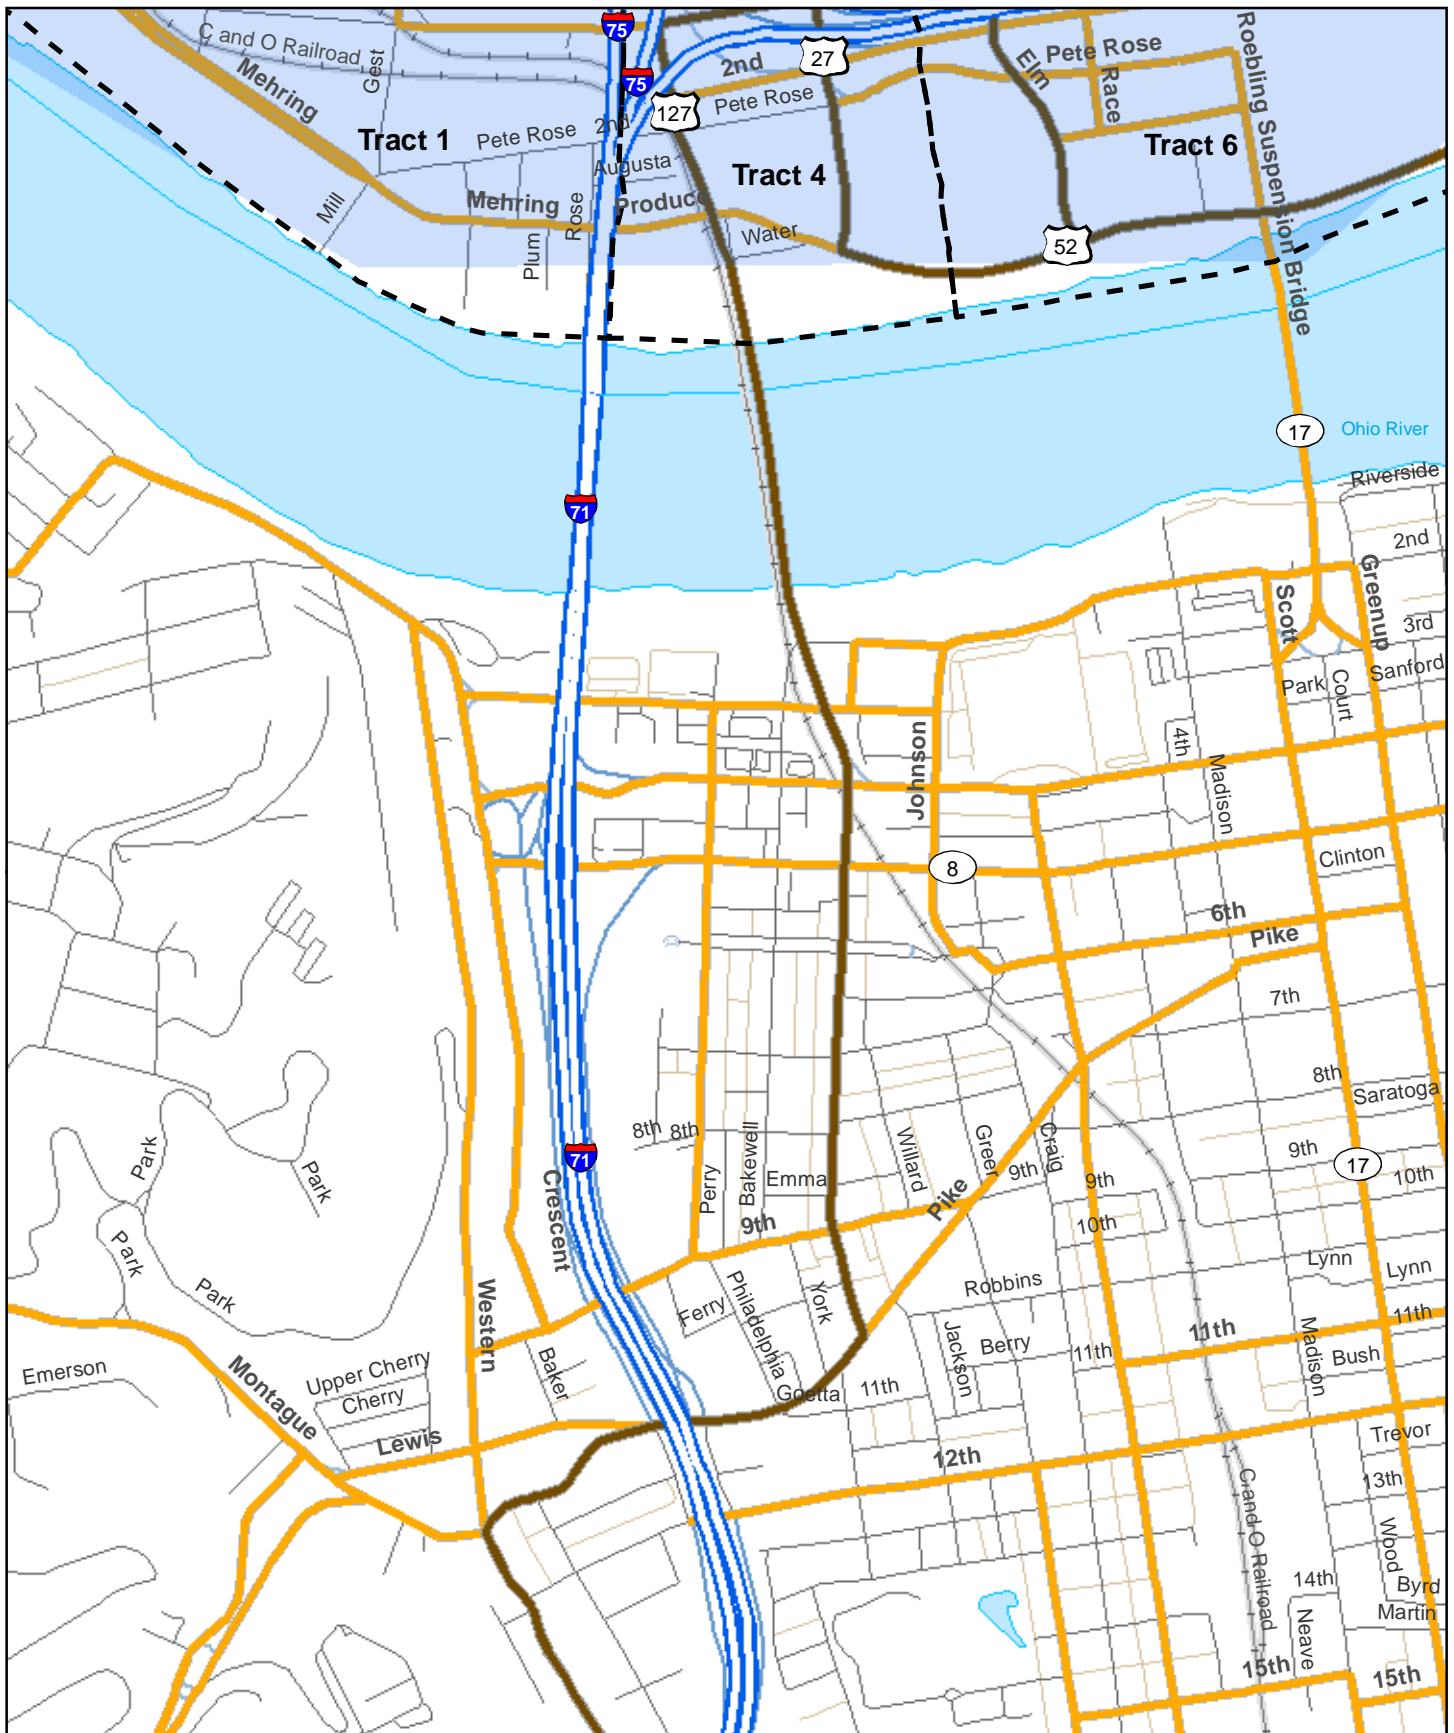 75
C and O Railroad
Gest
Mehring
75
27
2nd
Pete Rose
Elm
Race
Roebling Suspension Bridge
127
Pete Rose
Pete Rose
2nd
Tract 1
Tract 4
Tract 6
Augusta
Mill
Mehring
Rose
Produce
Plum
Water
52
17
Ohio River
71
Riverside
2nd
Greenup
Scott
3rd
Sanford
Park
Court
4th
Johnson
Madison
8
Clinton
6th
Pike
7th
8th
Saratoga
8th
8th
Bakewell
Willard
Greer
Craig
9th
9th
9th
17
10th
71
Park
Park
Crescent
Perry
Emma
9th
Pike
10th
Park
Park
Lynn
Lynn
Robbins
York
Philadelphia
Ferry
Western
11th
11th
11th
Madison
Jackson
Berry
Bush
Emerson
Montague
Upper Cherry
Cherry
Baker
Goetta
11th
Lewis
12th
Trevor
13th
C and O Railroad
Wood
14th
Byrd
Martin
Neave
15th
15th